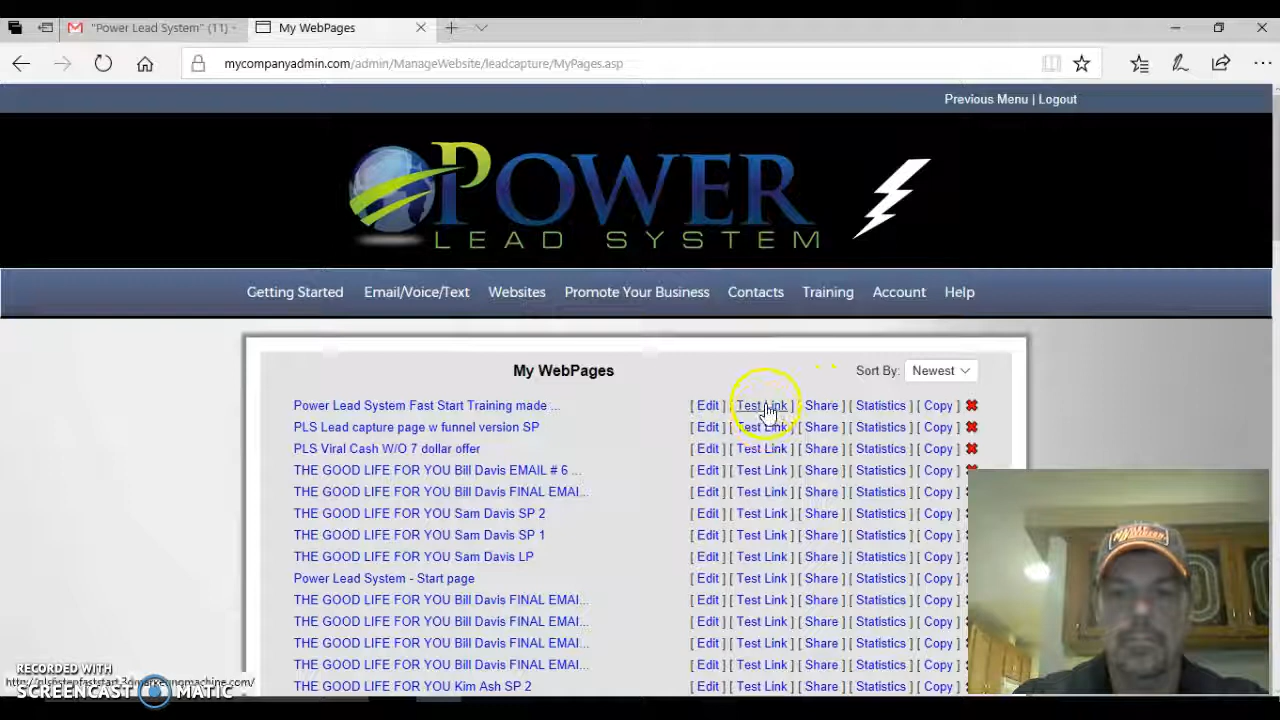 "Power Lead System" (11) -
My WebPages
mycompanyadmin.com/admin/ManageWebsite/leadcapture/MyPages.asp
Previous Menu | Logout
POWER
LEAD SYSTEM
Getting Started Email/Voice/Text Websites Promote Your Business Contacts Training Account Help
My WebPages Sort By: Newest
Power Lead System Fast Start Training made ... [ Edit ] [ Test Link ] [ Share ] [ Statistics ] [ Copy ]
PLS Lead capture page w funnel version SP [ Edit ] [ Test Link ] [ Share ] [ Statistics ] [ Copy ]
PLS Viral Cash W/O 7 dollar offer [ Edit ] [ Test Link ] [ Share ] [ Statistics ] [ Copy ]
THE GOOD LIFE FOR YOU Bill Davis EMAIL # 6 ... [ Edit ] [ Test Link ] [ Share ] [ Statistics ] [ Copy ]
THE GOOD LIFE FOR YOU Bill Davis FINAL EMAI... [ Edit ] [ Test Link ] [ Share ] [ Statistics ] [ Copy ]
THE GOOD LIFE FOR YOU Sam Davis SP 2 [ Edit ] [ Test Link ] [ Share ] [ Statistics ] [ Copy ]
THE GOOD LIFE FOR YOU Sam Davis SP 1 [ Edit ] [ Test Link ] [ Share ] [ Statistics ] [ Copy ]
THE GOOD LIFE FOR YOU Sam Davis LP [ Edit ] [ Test Link ] [ Share ] [ Statistics ] [ Copy ]
Power Lead System - Start page [ Edit ] [ Test Link ] [ Share ] [ Statistics ] [ Copy ]
THE GOOD LIFE FOR YOU Bill Davis FINAL EMAI... [ Edit ] [ Test Link ] [ Share ] [ Statistics ] [ Copy ]
THE GOOD LIFE FOR YOU Bill Davis FINAL EMAI... [ Edit ] [ Test Link ] [ Share ] [ Statistics ] [ Copy ]
THE GOOD LIFE FOR YOU Bill Davis FINAL EMAI... [ Edit ] [ Test Link ] [ Share ] [ Statistics ] [ Copy ]
THE GOOD LIFE FOR YOU Bill Davis FINAL EMAI... [ Edit ] [ Test Link ] [ Share ] [ Statistics ] [ Copy ]
THE GOOD LIFE FOR YOU Kim Ash SP 2 [ Edit ] [ Test Link ] [ Share ] [ Statistics ] [ Copy ]
RECORDED WITH
SCREENCAST MATIC